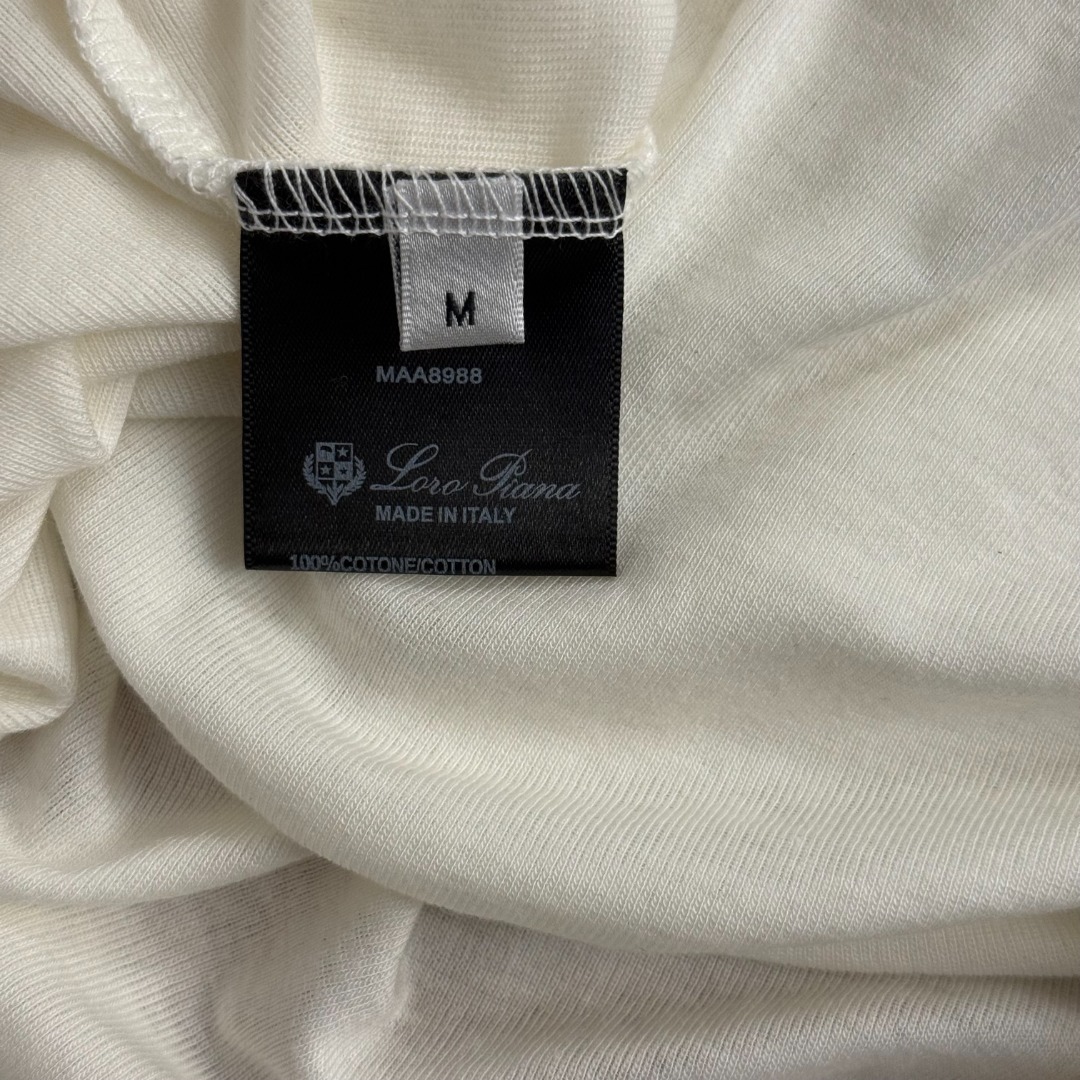 M
MAA8988
Loro Piana
MADE IN ITALY
100%COTONE/COTTON